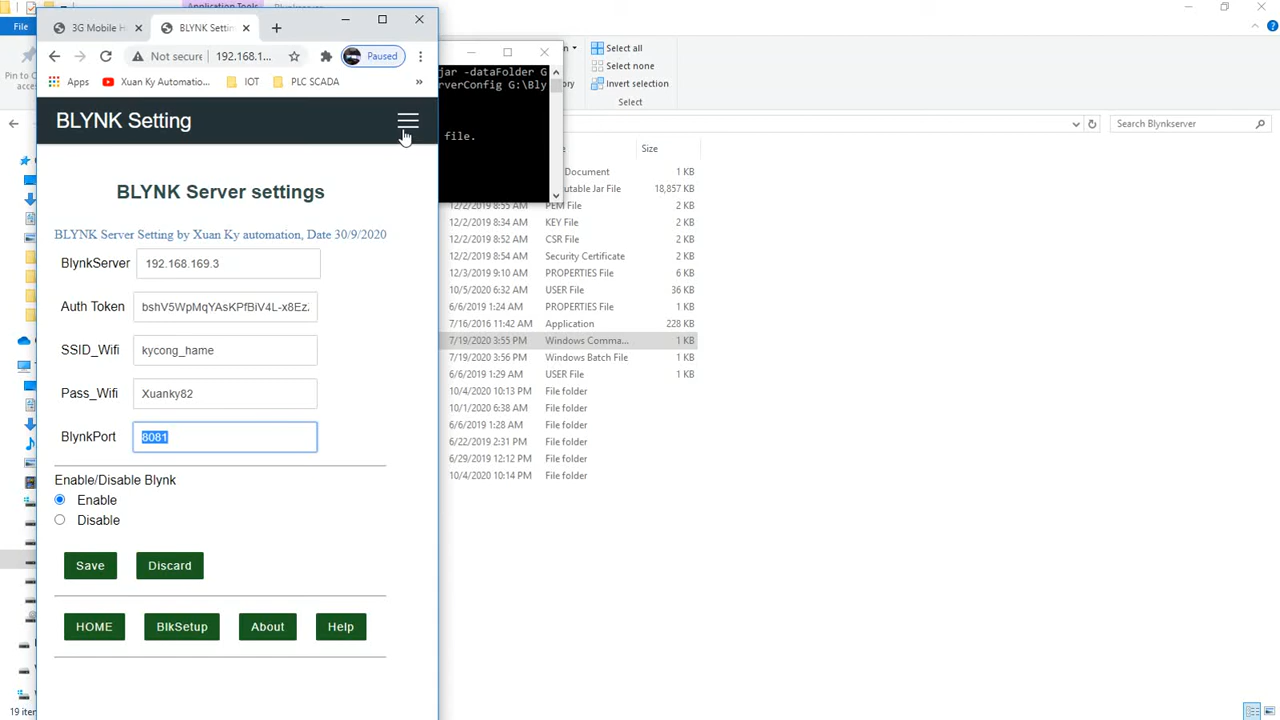 Application Tools
Blynkserver
3G Mobile H
BLYNK Settin
File
Not secure
192.168.1...
Paused
Apps
Xuan Ky Automatio...
IOT
PLC SCADA
»
Pin to C
Select all
Select none
Invert selection
Select
jar -dataFolder G
rverConfig G:\Bly
file.
BLYNK Setting
Search Blynkserver
Size
BLYNK Server settings
BLYNK Server Setting by Xuan Ky automation, Date 30/9/2020
BlynkServer 192.168.169.3
Auth Token bshV5WpMqYAsKPfBiV4L-x8Ez
SSID_Wifi kycong_hame
Pass_Wifi Xuanky82
BlynkPort 8081
Enable/Disable Blynk
Enable
Disable
Save Discard
HOME BlkSetup About Help
Document 1 KB
utable Jar File 18,857 KB
12/2/2019 8:55 AM PEM File 2 KB
12/2/2019 8:34 AM KEY File 2 KB
12/2/2019 8:52 AM CSR File 2 KB
12/2/2019 8:54 AM Security Certificate 2 KB
12/3/2019 9:10 AM PROPERTIES File 6 KB
10/5/2020 6:32 AM USER File 36 KB
6/6/2019 1:24 AM PROPERTIES File 1 KB
7/16/2016 11:42 AM Application 228 KB
7/19/2020 3:55 PM Windows Comma... 1 KB
7/19/2020 3:56 PM Windows Batch File 1 KB
6/6/2019 1:29 AM USER File 1 KB
10/4/2020 10:13 PM File folder
10/1/2020 6:38 AM File folder
6/6/2019 1:28 AM File folder
6/22/2019 2:31 PM File folder
6/29/2019 12:12 PM File folder
10/4/2020 10:14 PM File folder
19 item